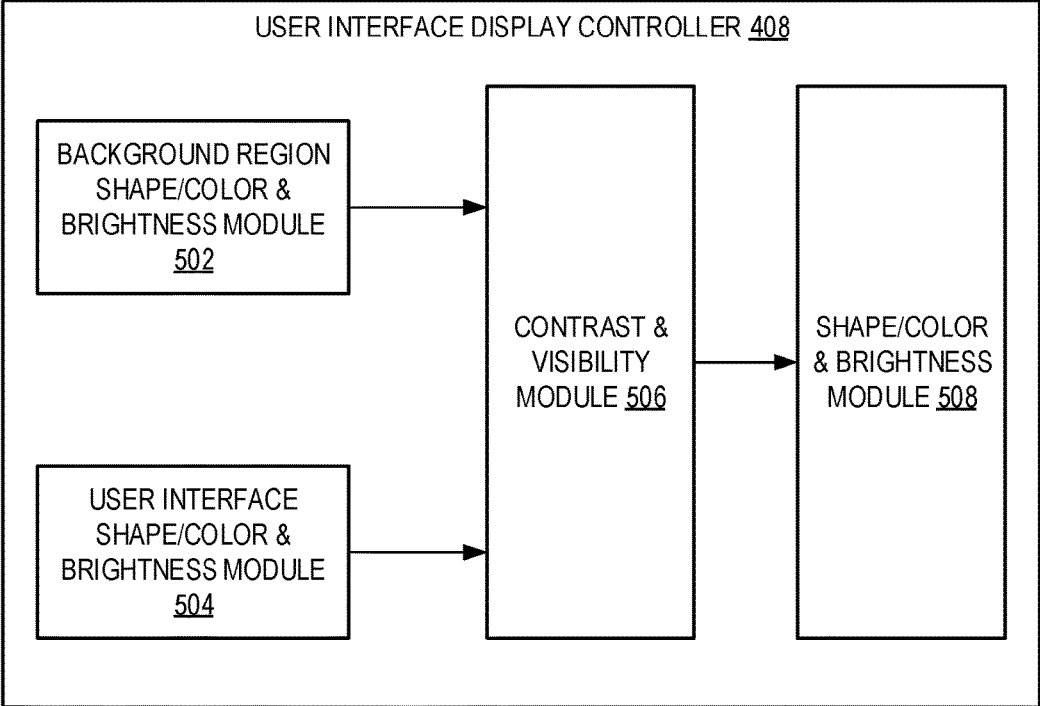 USER INTERFACE DISPLAY CONTROLLER 408
BACKGROUND REGION
SHAPE/COLOR &
BRIGHTNESS MODULE
502
USER INTERFACE
SHAPE/COLOR &
BRIGHTNESS MODULE
504
CONTRAST &
VISIBILITY
MODULE 506
SHAPE/COLOR
& BRIGHTNESS
MODULE 508